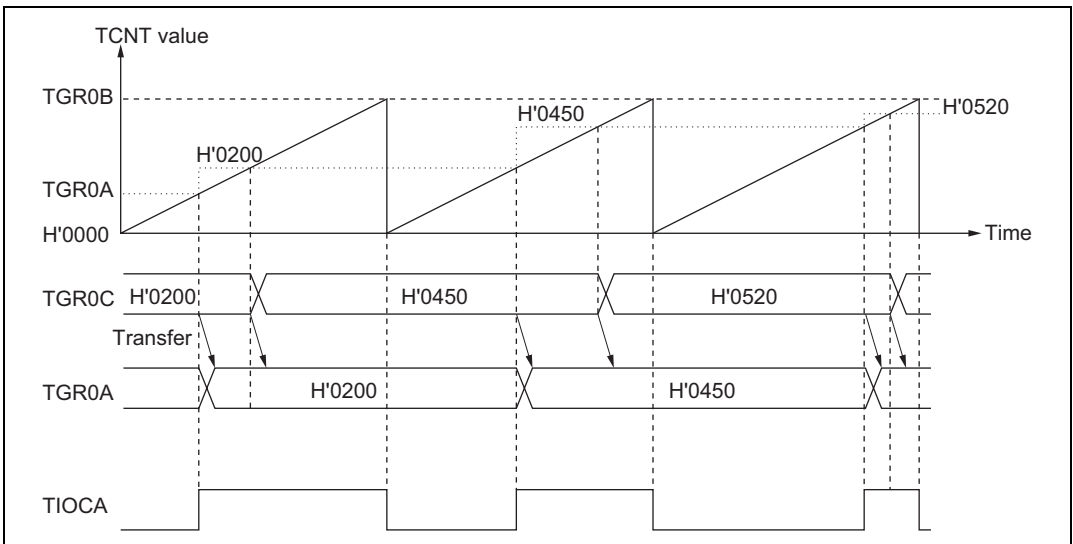 TCNT value
TGR0B
H'0520
H'0450
H'0200
TGR0A
H'0000
Time
TGR0C H'0200 H'0450 H'0520
Transfer
TGR0A H'0200 H'0450
TIOCA